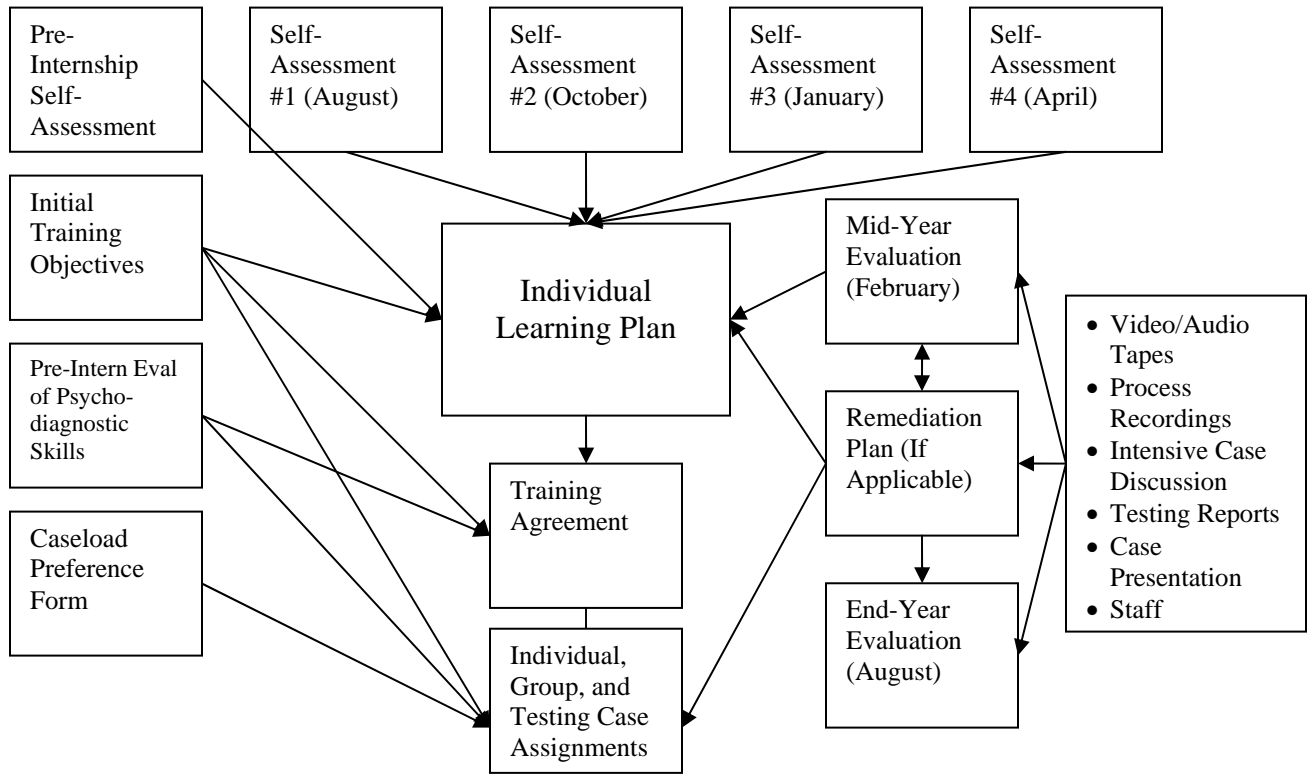 Pre-
Internship
Self-
Assessment
Self-
Assessment
#1 (August)
Self-
Assessment
#2 (October)
Self-
Assessment
#3 (January)
Self-
Assessment
#4 (April)
Initial
Training
Objectives
Individual
Learning Plan
Mid-Year
Evaluation
(February)
• Video/Audio
Tapes
• Process
Recordings
• Intensive Case
Discussion
• Testing Reports
• Case
Presentation
• Staff
Pre-Intern Eval
of Psycho-
diagnostic
Skills
Training
Agreement
Remediation
Plan (If
Applicable)
Caseload
Preference
Form
Individual,
Group, and
Testing Case
Assignments
End-Year
Evaluation
(August)